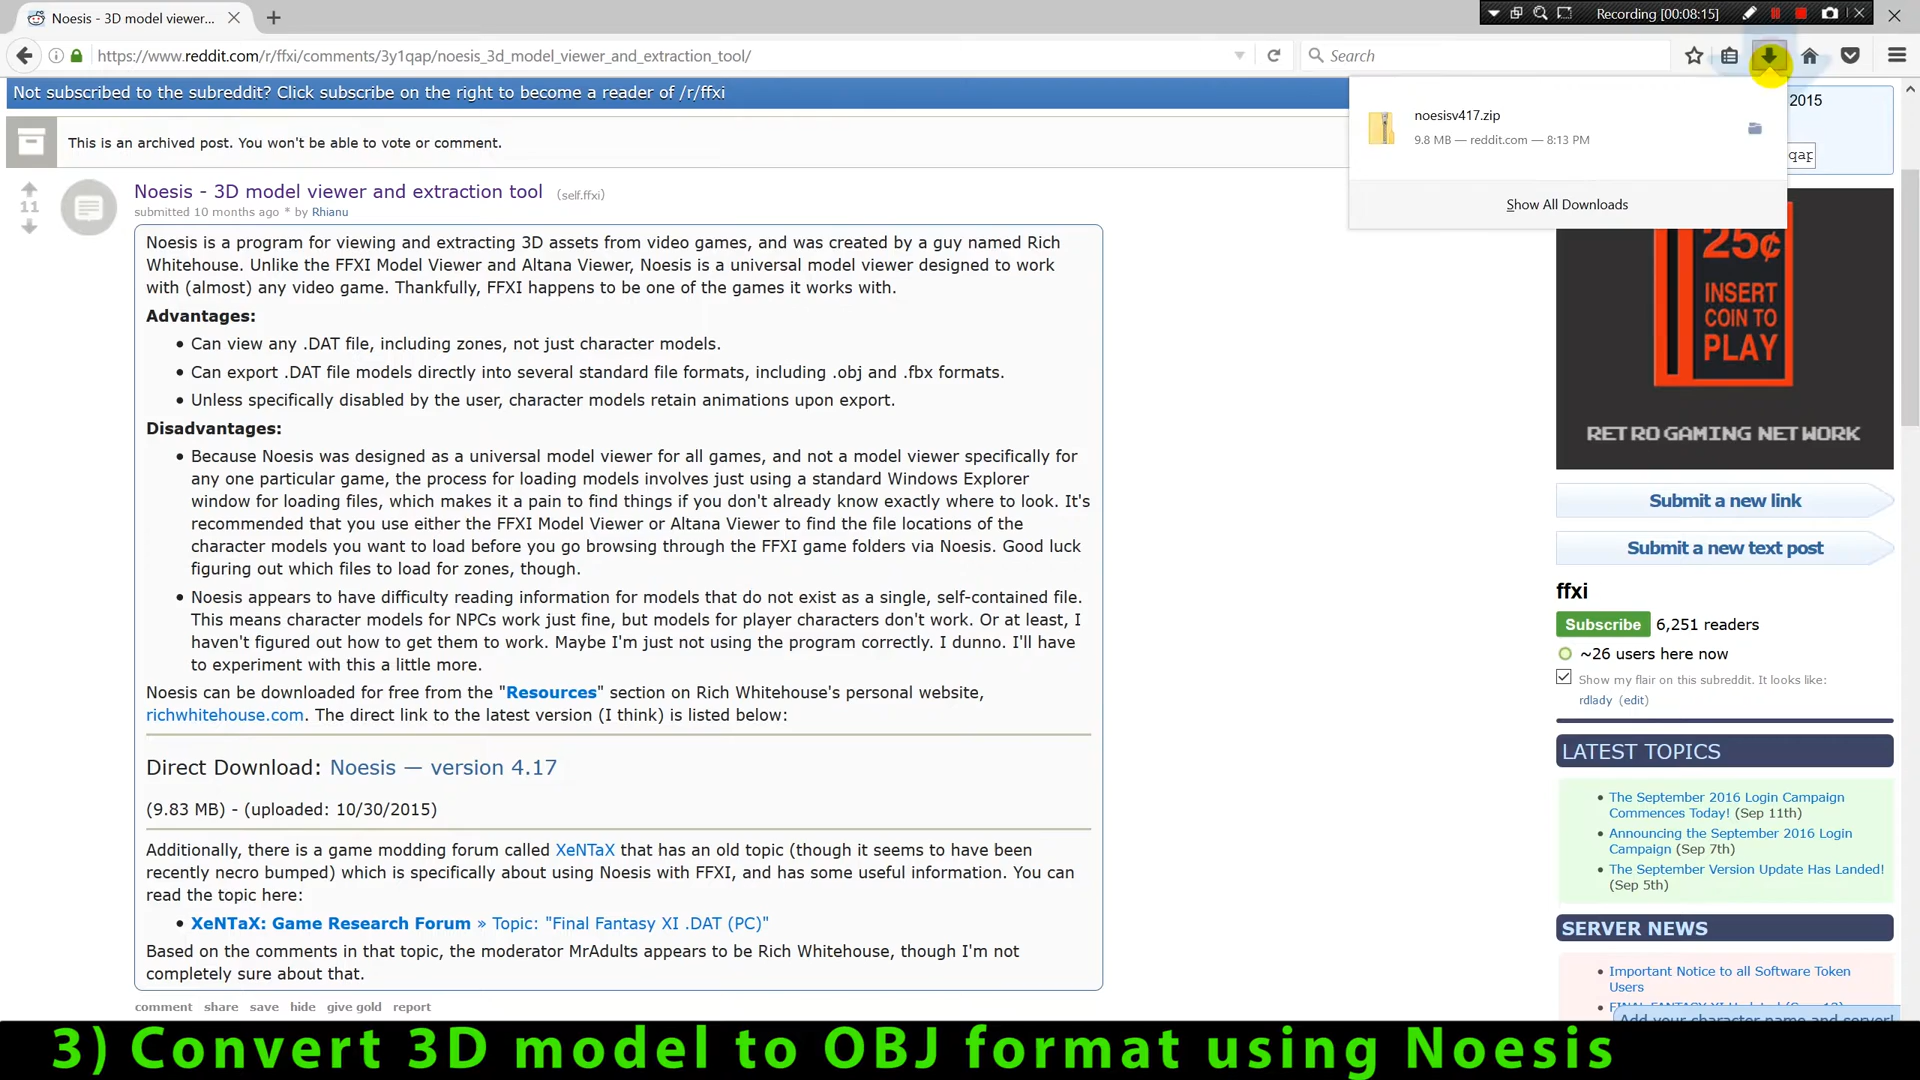 Noesis - 3D model viewer...
Recording [00:08:15]
https://www.reddit.com/r/ffxi/comments/3y1qap/noesis_3d_model_viewer_and_extraction_tool/
Search
Not subscribed to the subreddit? Click subscribe on the right to become a reader of /r/ffxi
2015
noesisv417.zip
9.8 MB — reddit.com — 8:13 PM
qap
Show All Downloads
This is an archived post. You won't be able to vote or comment.
11
Noesis - 3D model viewer and extraction tool (self.ffxi)
submitted 10 months ago * by Rhianu
Noesis is a program for viewing and extracting 3D assets from video games, and was created by a guy named Rich
Whitehouse. Unlike the FFXI Model Viewer and Altana Viewer, Noesis is a universal model viewer designed to work
with (almost) any video game. Thankfully, FFXI happens to be one of the games it works with.
Advantages:
• Can view any .DAT file, including zones, not just character models.
• Can export .DAT file models directly into several standard file formats, including .obj and .fbx formats.
• Unless specifically disabled by the user, character models retain animations upon export.
Disadvantages:
• Because Noesis was designed as a universal model viewer for all games, and not a model viewer specifically for
any one particular game, the process for loading models involves just using a standard Windows Explorer
window for loading files, which makes it a pain to find things if you don't already know exactly where to look. It's
recommended that you use either the FFXI Model Viewer or Altana Viewer to find the file locations of the
character models you want to load before you go browsing through the FFXI game folders via Noesis. Good luck
figuring out which files to load for zones, though.
• Noesis appears to have difficulty reading information for models that do not exist as a single, self-contained file.
This means character models for NPCs work just fine, but models for player characters don't work. Or at least, I
haven't figured out how to get them to work. Maybe I'm just not using the program correctly. I dunno. I'll have
to experiment with this a little more.
Noesis can be downloaded for free from the "Resources" section on Rich Whitehouse's personal website,
richwhitehouse.com. The direct link to the latest version (I think) is listed below:
Direct Download: Noesis — version 4.17
(9.83 MB) - (uploaded: 10/30/2015)
Additionally, there is a game modding forum called XeNTaX that has an old topic (though it seems to have been
recently necro bumped) which is specifically about using Noesis with FFXI, and has some useful information. You can
read the topic here:
• XeNTaX: Game Research Forum » Topic: "Final Fantasy XI .DAT (PC)"
Based on the comments in that topic, the moderator MrAdults appears to be Rich Whitehouse, though I'm not
completely sure about that.
comment share save hide give gold report
25¢
INSERT
COIN TO
PLAY
RETRO GAMING NETWORK
Submit a new link
Submit a new text post
ffxi
Subscribe 6,251 readers
~26 users here now
Show my flair on this subreddit. It looks like:
rdlady (edit)
LATEST TOPICS
• The September 2016 Login Campaign
Commences Today! (Sep 11th)
• Announcing the September 2016 Login
Campaign (Sep 7th)
• The September Version Update Has Landed!
(Sep 5th)
SERVER NEWS
• Important Notice to all Software Token
Users
Add your character name and server!
3) Convert 3D model to OBJ format using Noesis